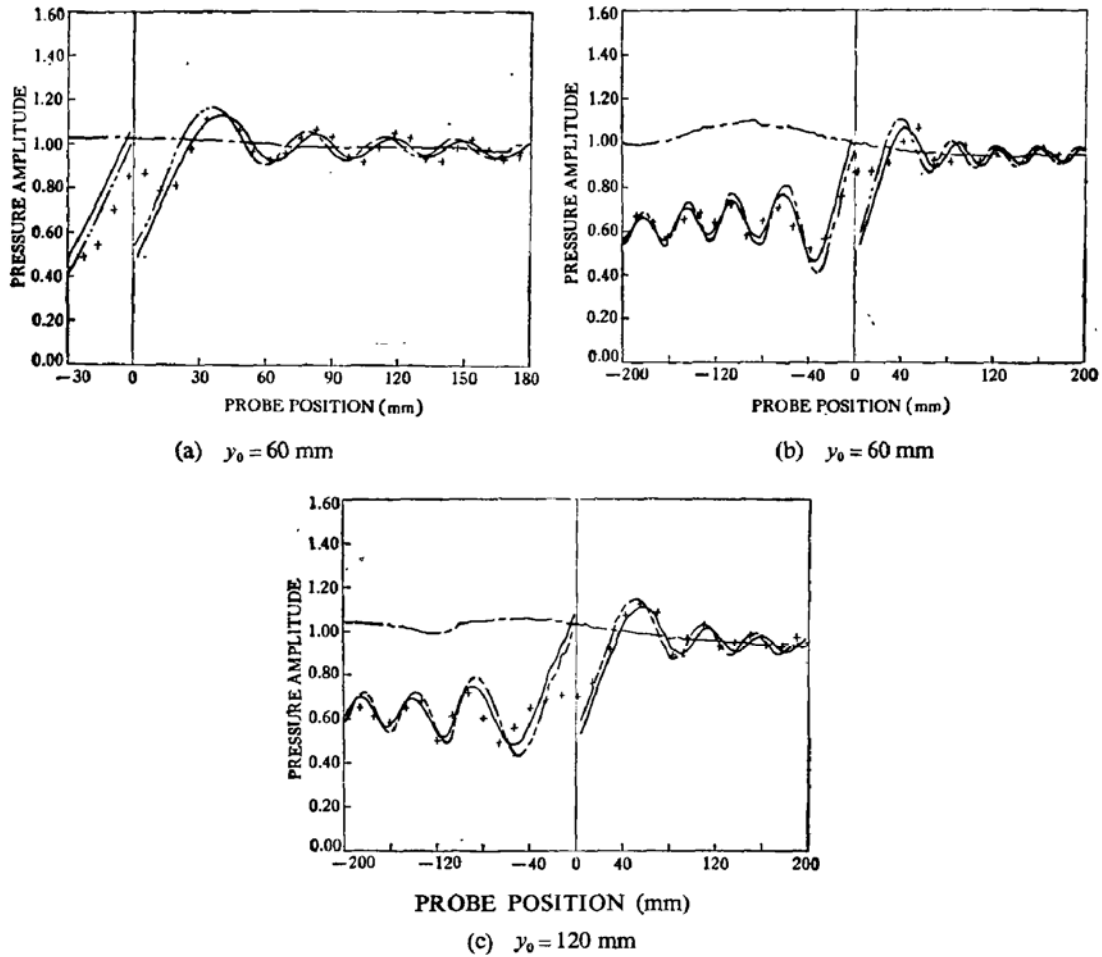 1.60
1.40
1.20
1.00
0.80
0.60
0.40
0.20
0.00
PRESSURE AMPLITUDE
−30 0 30 60 90 120 150 180
PROBE POSITION (mm)
(a) y₀ = 60 mm
1.60
1.40
1.20
1.00
0.80
0.60
0.40
0.20
0.00
PRESSURE AMPLITUDE
−200 −120 −40 0 40 120 200
PROBE POSITION (mm)
(b) y₀ = 60 mm
1.60
1.40
1.20
1.00
0.80
0.60
0.40
0.20
0.00
PRESSURE AMPLITUDE
−200 −120 −40 0 40 120 200
PROBE POSITION (mm)
(c) y₀ = 120 mm